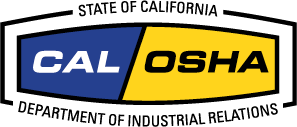 STATE OF CALIFORNIA
CAL/OSHA
DEPARTMENT OF INDUSTRIAL RELATIONS